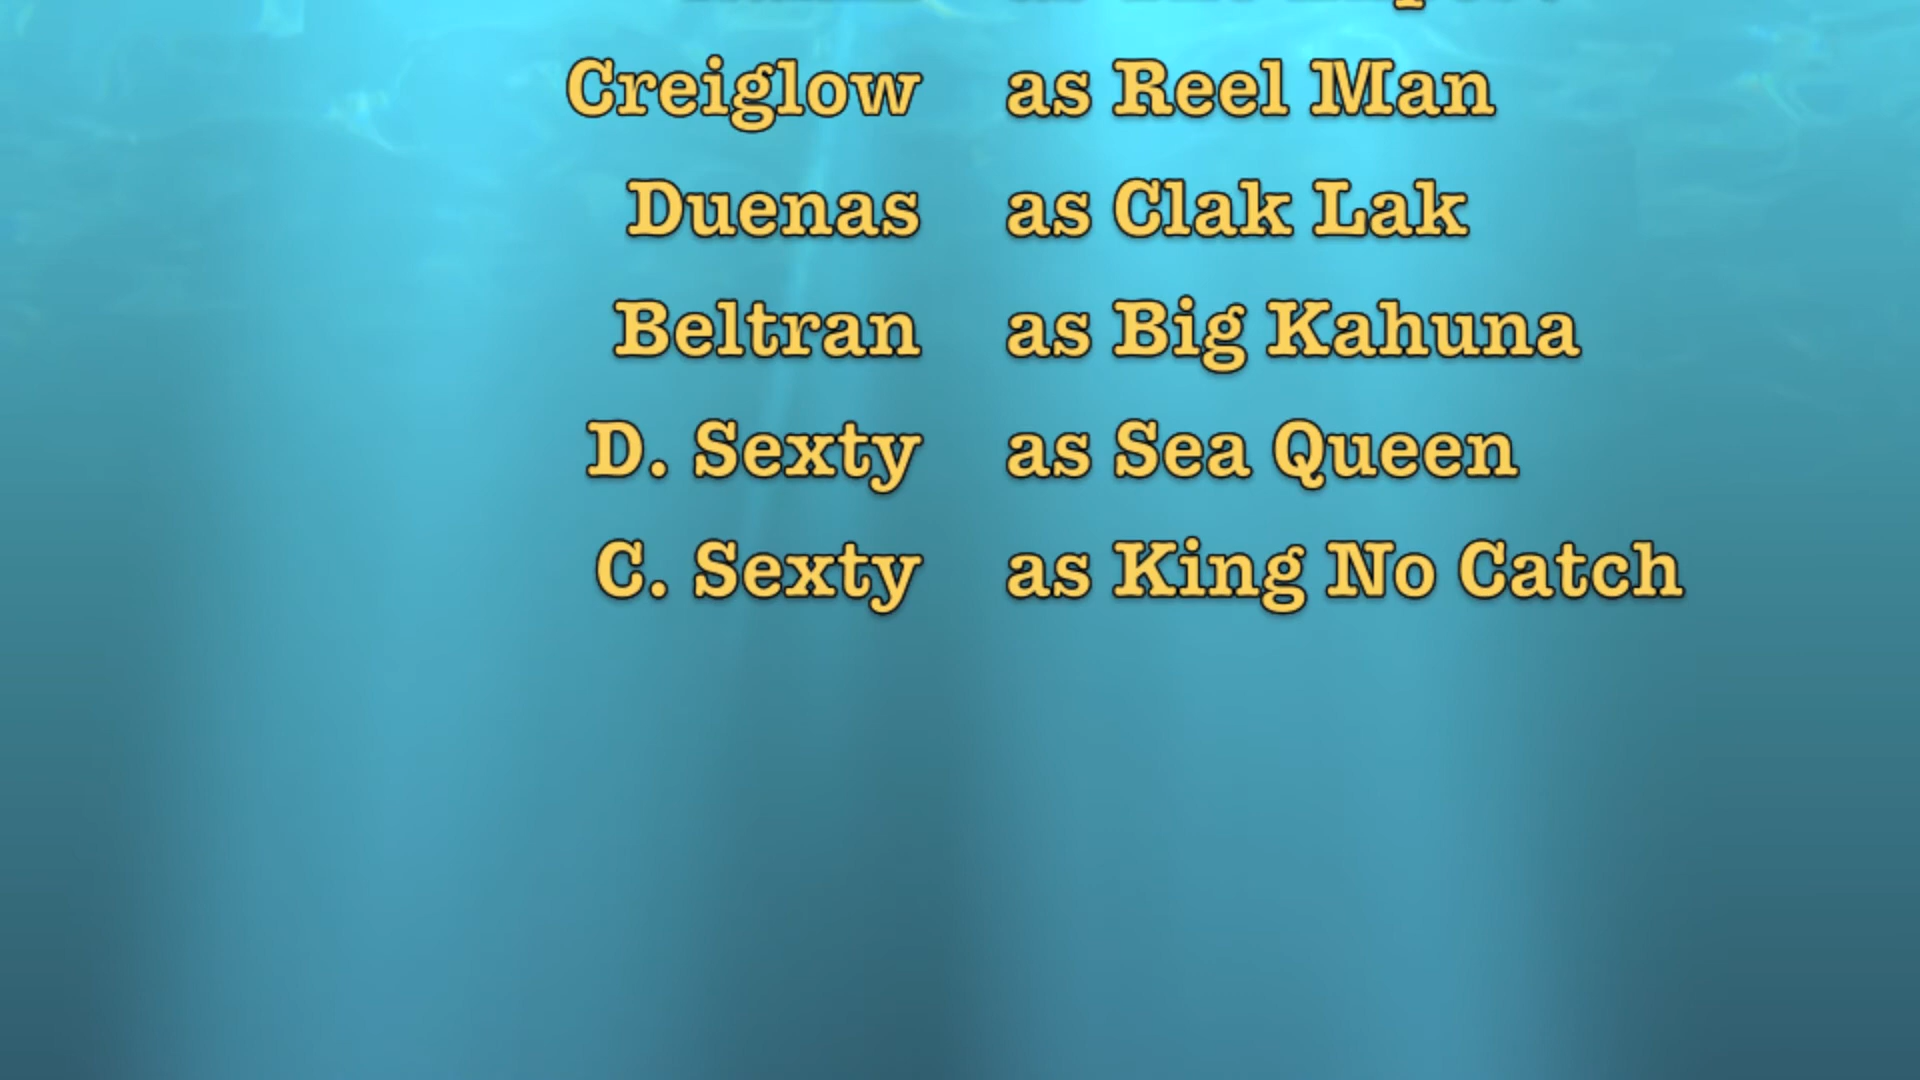 Creiglow as Reel Man
Duenas as Clak Lak
Beltran as Big Kahuna
D. Sexty as Sea Queen
C. Sexty as King No Catch